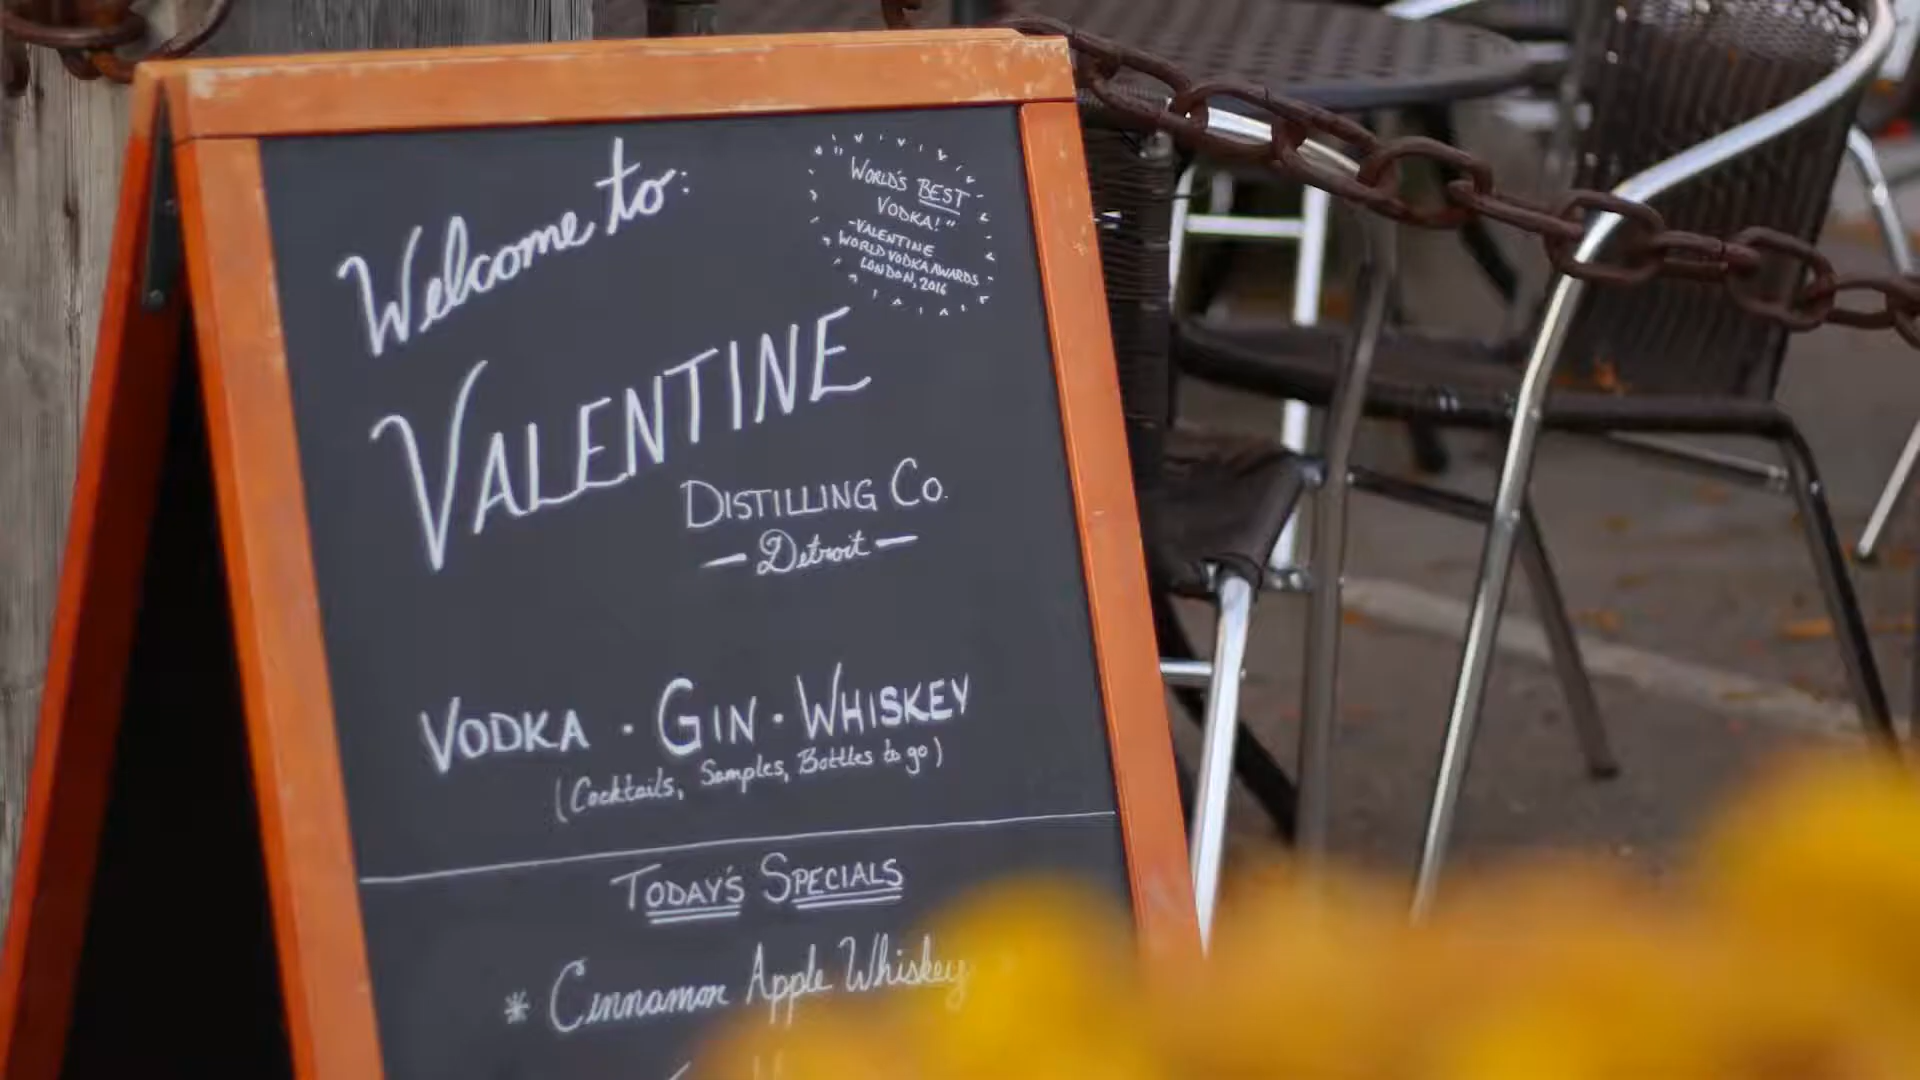 Welcome to:
"WORLD'S BEST
VODKA!"
-VALENTINE
WORLD VODKA AWARDS
LONDON, 2016
VALENTINE
DISTILLING CO.
— Detroit —
VODKA · GIN · WHISKEY
(Cocktails, Samples, Bottles to go)
TODAY'S SPECIALS
* Cinnamon Apple Whiskey